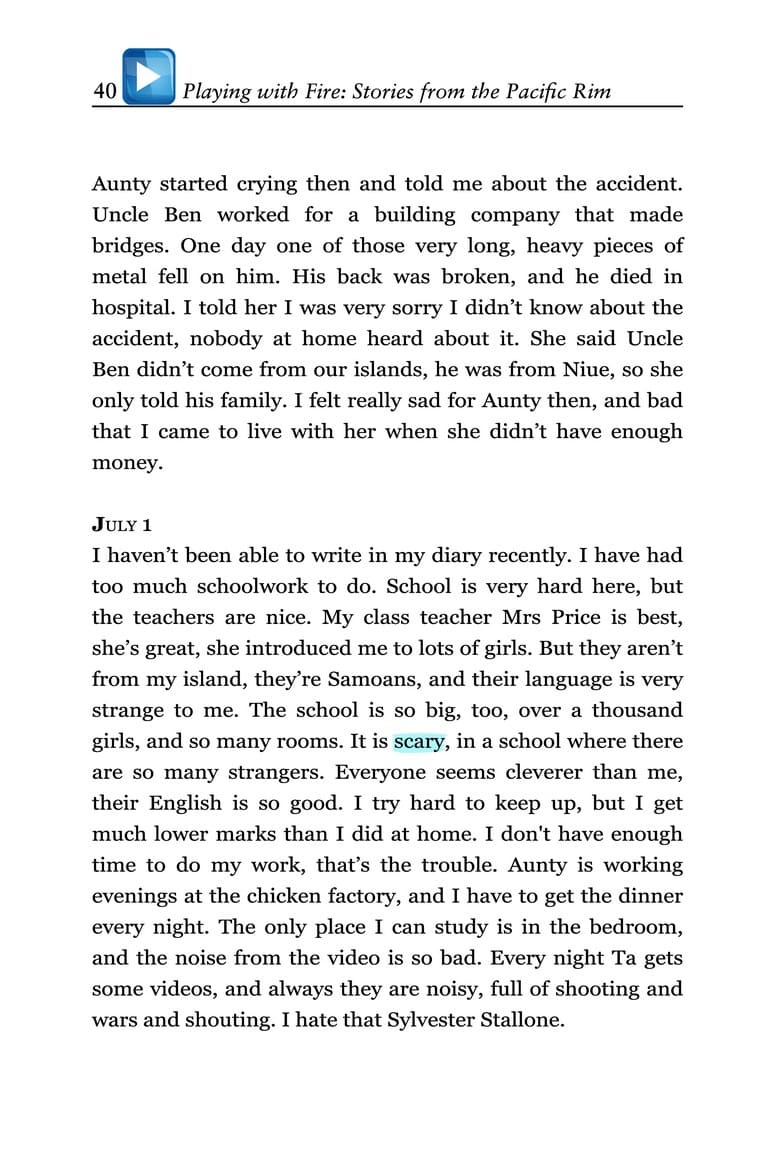 40 Playing with Fire: Stories from the Pacific Rim
Aunty started crying then and told me about the accident.
Uncle Ben worked for a building company that made
bridges. One day one of those very long, heavy pieces of
metal fell on him. His back was broken, and he died in
hospital. I told her I was very sorry I didn’t know about the
accident, nobody at home heard about it. She said Uncle
Ben didn’t come from our islands, he was from Niue, so she
only told his family. I felt really sad for Aunty then, and bad
that I came to live with her when she didn’t have enough
money.
July 1
I haven’t been able to write in my diary recently. I have had
too much schoolwork to do. School is very hard here, but
the teachers are nice. My class teacher Mrs Price is best,
she’s great, she introduced me to lots of girls. But they aren’t
from my island, they’re Samoans, and their language is very
strange to me. The school is so big, too, over a thousand
girls, and so many rooms. It is scary, in a school where there
are so many strangers. Everyone seems cleverer than me,
their English is so good. I try hard to keep up, but I get
much lower marks than I did at home. I don't have enough
time to do my work, that’s the trouble. Aunty is working
evenings at the chicken factory, and I have to get the dinner
every night. The only place I can study is in the bedroom,
and the noise from the video is so bad. Every night Ta gets
some videos, and always they are noisy, full of shooting and
wars and shouting. I hate that Sylvester Stallone.